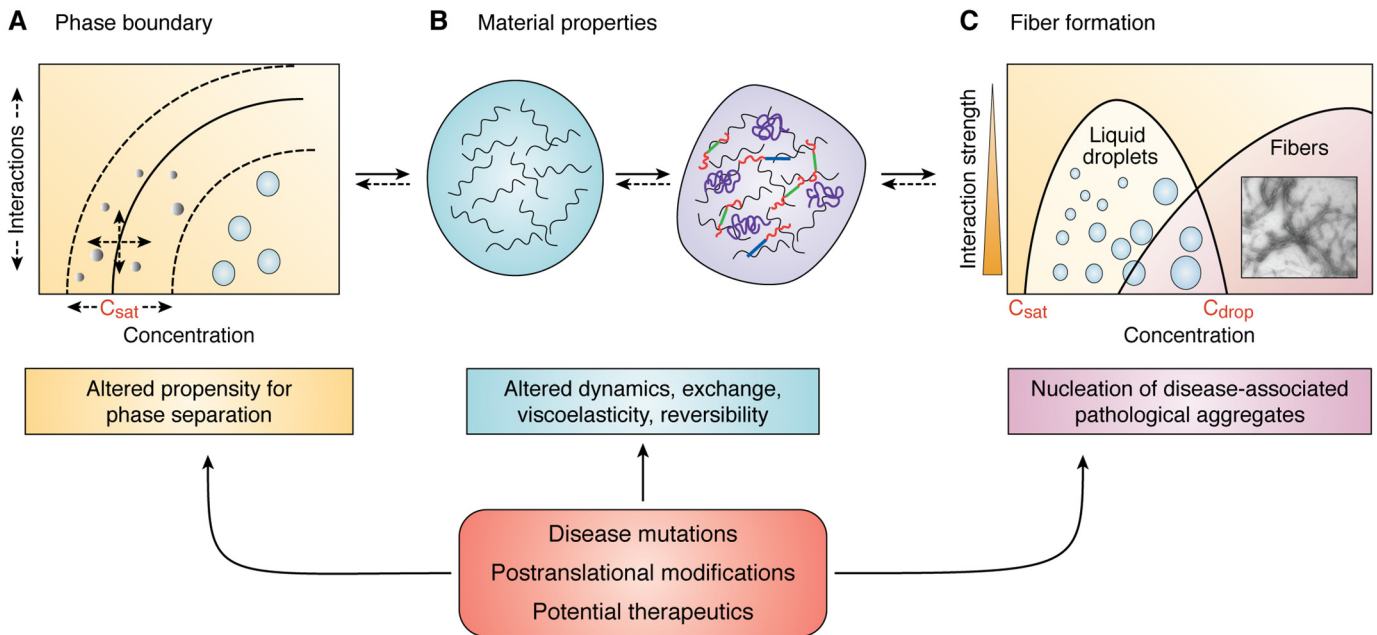 A Phase boundary
Interactions
Csat
Concentration
B Material properties
C Fiber formation
Interaction strength
Liquid
droplets
Fibers
Csat
Cdrop
Concentration
Altered propensity for
phase separation
Altered dynamics, exchange,
viscoelasticity, reversibility
Nucleation of disease-associated
pathological aggregates
Disease mutations
Postranslational modifications
Potential therapeutics